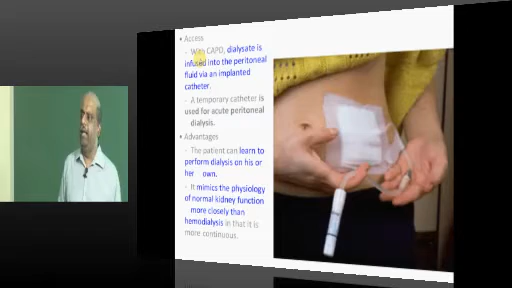 • Access
- With CAPD, dialysate is
infused into the peritoneal
fluid via an implanted
catheter.
- A temporary catheter is
used for acute peritoneal
dialysis.
• Advantages
- The patient can learn to
perform dialysis on his or
her own.
- It mimics the physiology
of normal kidney function
more closely than
hemodialysis in that it is
more continuous.